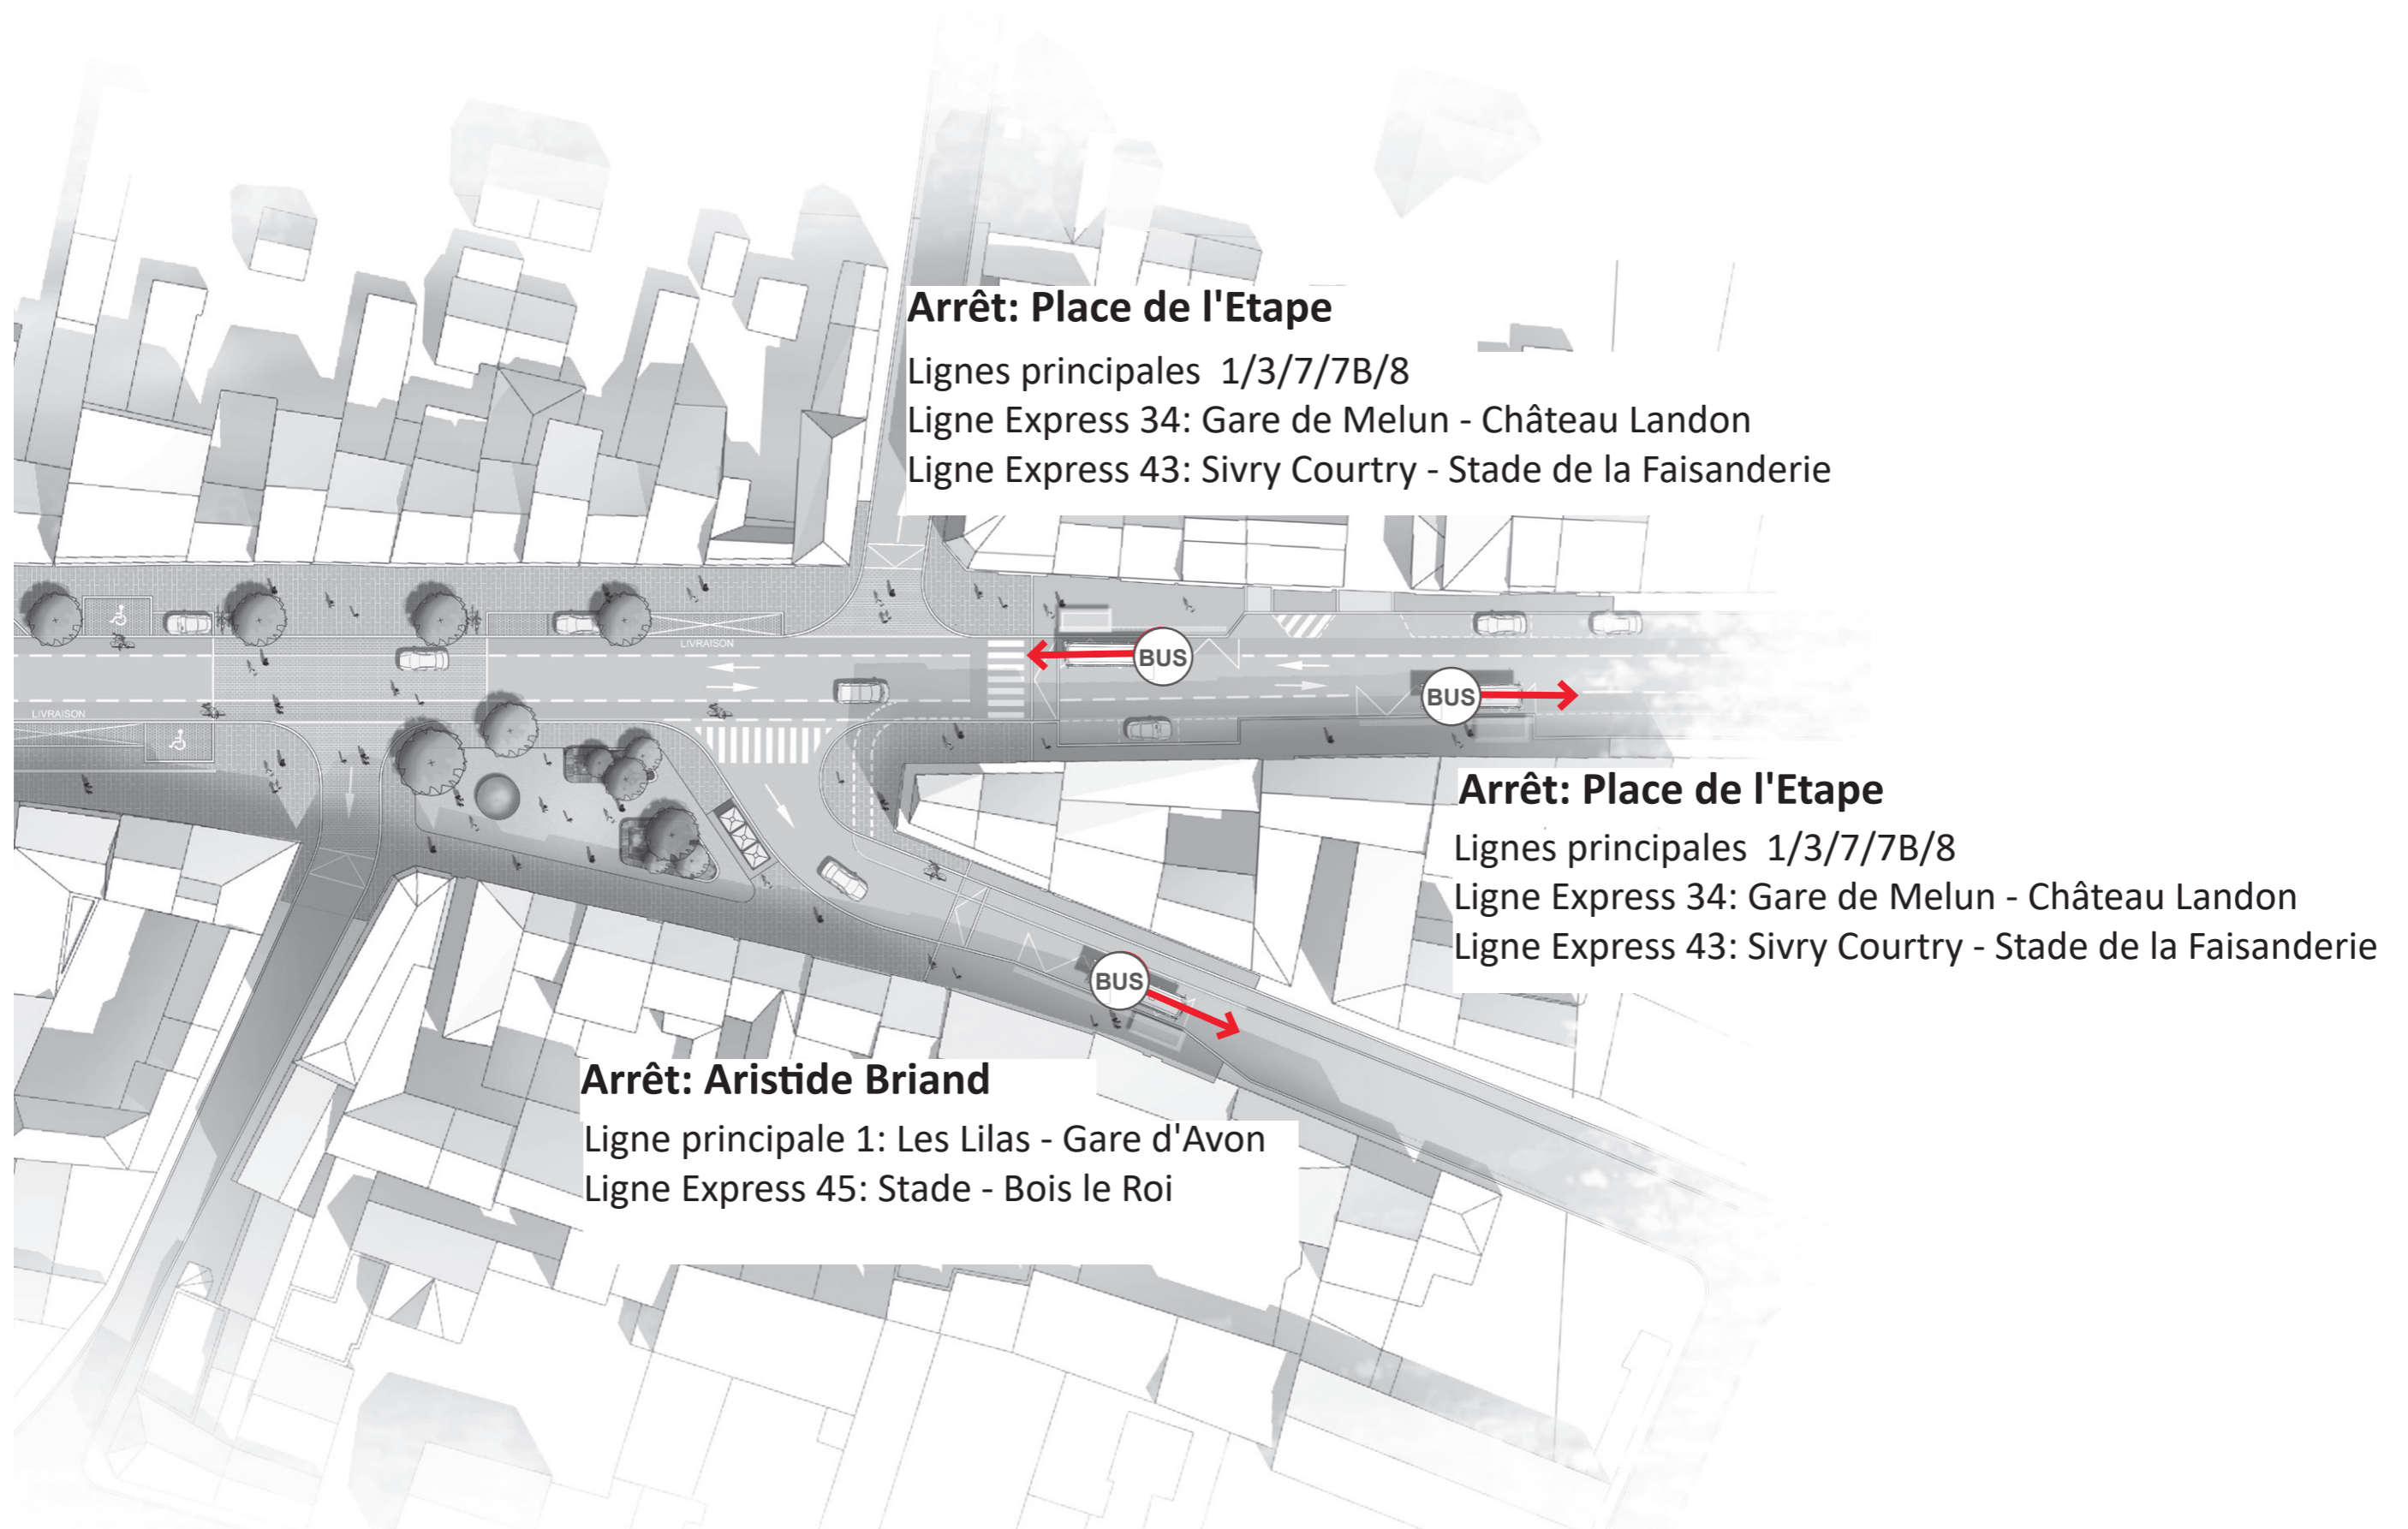 Arrêt: Place de l'Etape
Lignes principales 1/3/7/7B/8
Ligne Express 34: Gare de Melun - Château Landon
Ligne Express 43: Sivry Courtry - Stade de la Faisanderie
LIVRAISON
BUS
BUS
LIVRAISON
Arrêt: Place de l'Etape
Lignes principales 1/3/7/7B/8
Ligne Express 34: Gare de Melun - Château Landon
Ligne Express 43: Sivry Courtry - Stade de la Faisanderie
BUS
Arrêt: Aristide Briand
Ligne principale 1: Les Lilas - Gare d'Avon
Ligne Express 45: Stade - Bois le Roi